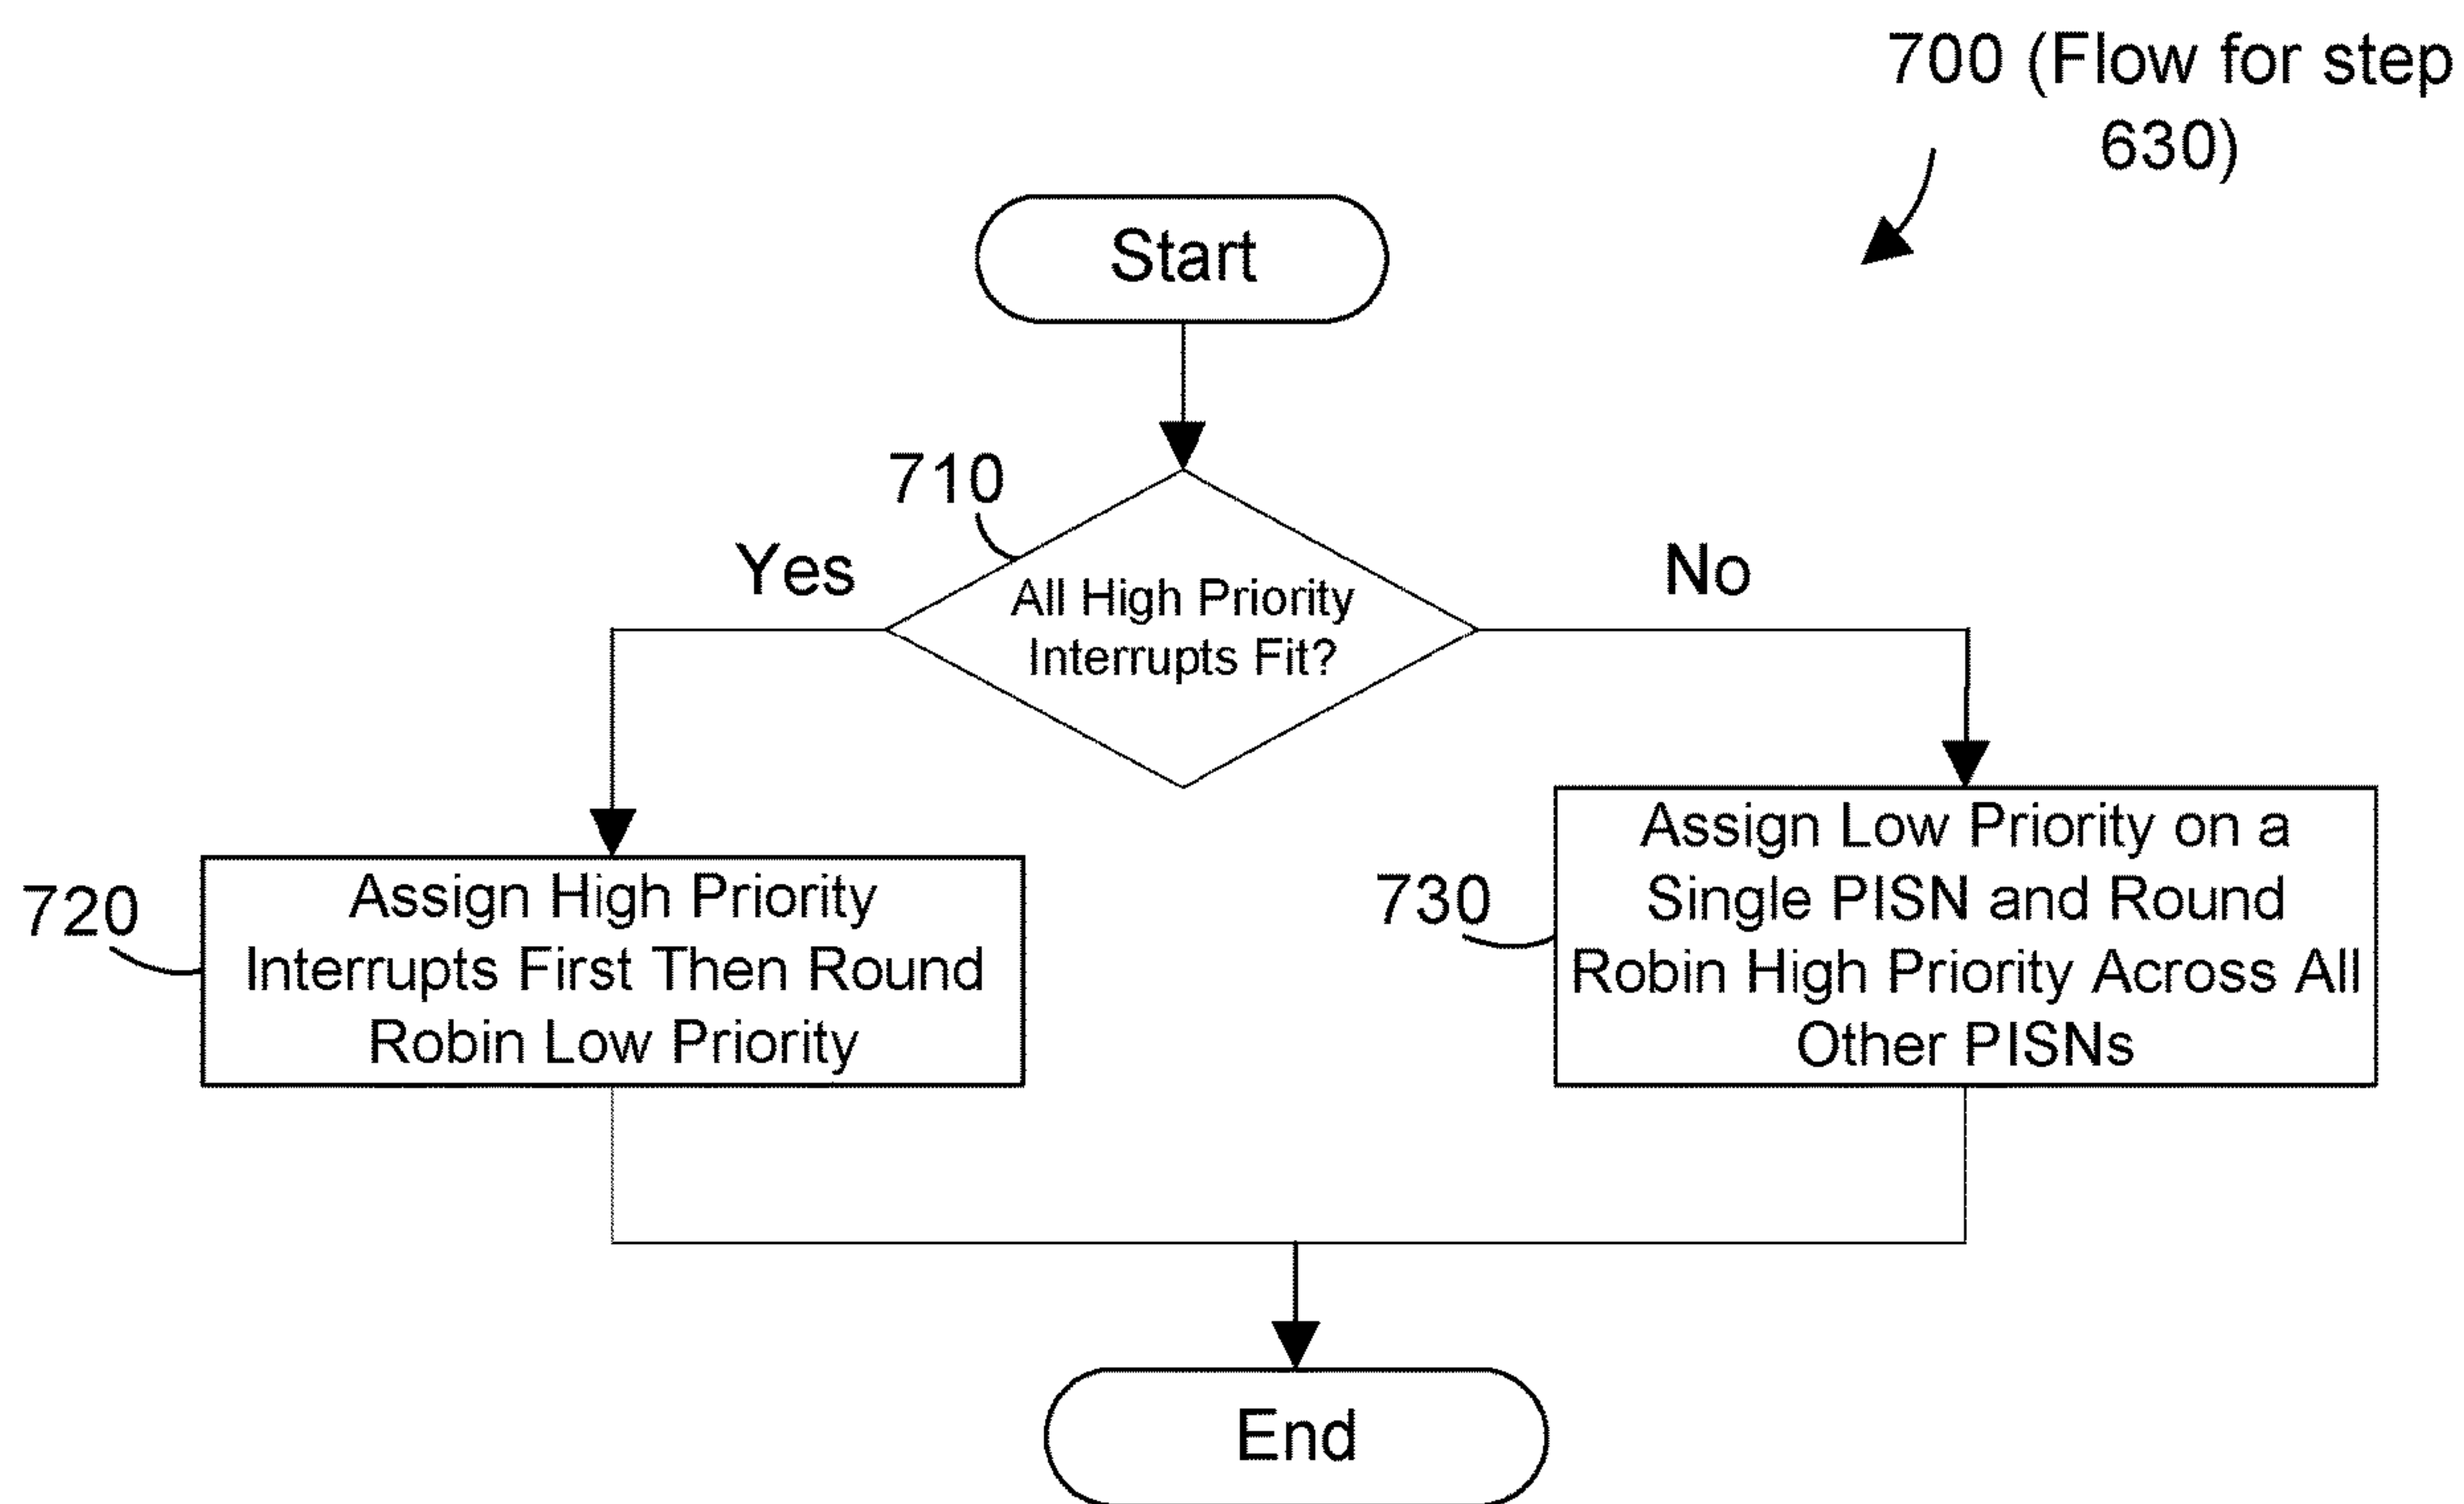 700 (Flow for step
630)
Start
710
Yes
No
All High Priority
Interrupts Fit?
720
Assign High Priority
Interrupts First Then Round
Robin Low Priority
730
Assign Low Priority on a
Single PISN and Round
Robin High Priority Across All
Other PISNs
End